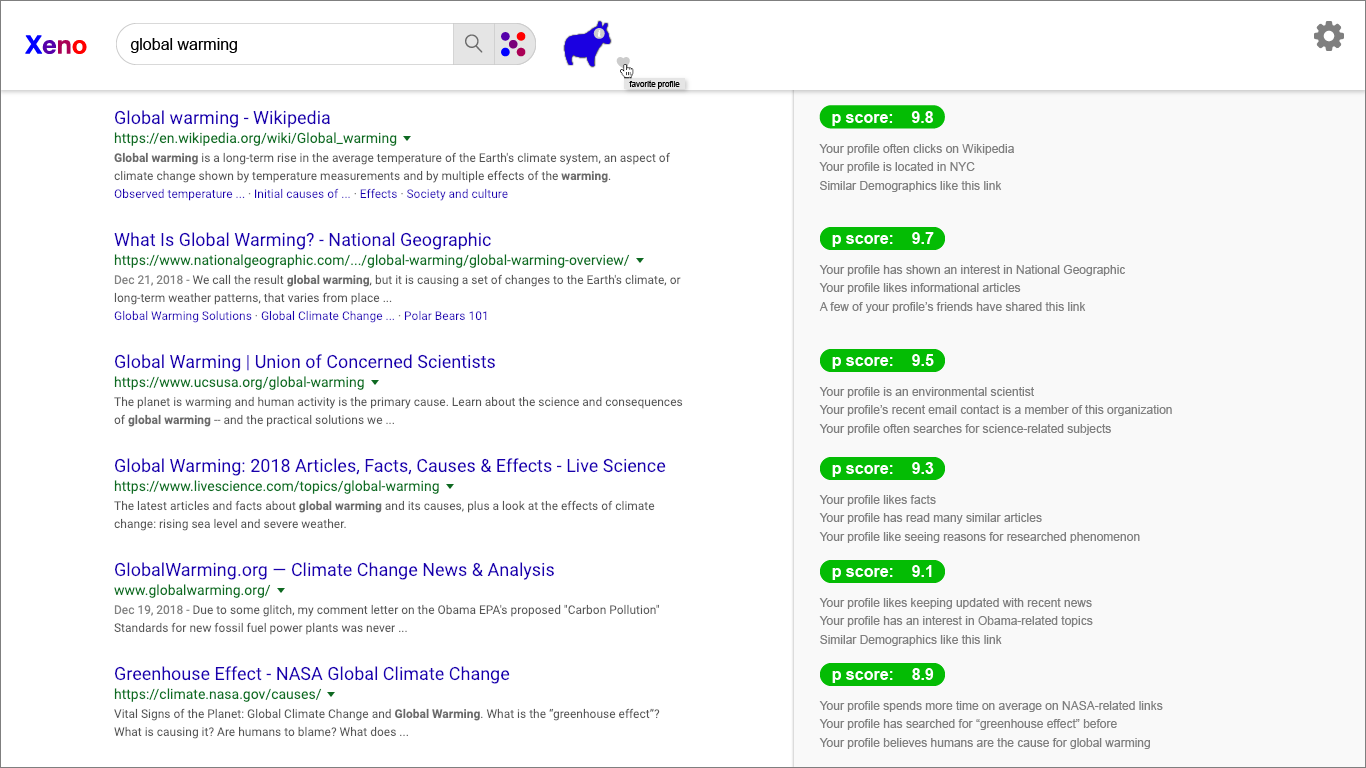 Xeno
global warming
i
favorite profile
Global warming - Wikipedia
https://en.wikipedia.org/wiki/Global_warming
Global warming is a long-term rise in the average temperature of the Earth's climate system, an aspect of
climate change shown by temperature measurements and by multiple effects of the warming.
Observed temperature ... · Initial causes of ... · Effects · Society and culture
p score: 9.8
Your profile often clicks on Wikipedia
Your profile is located in NYC
Similar Demographics like this link
What Is Global Warming? - National Geographic
https://www.nationalgeographic.com/.../global-warming/global-warming-overview/
Dec 21, 2018 - We call the result global warming, but it is causing a set of changes to the Earth's climate, or
long-term weather patterns, that varies from place ...
Global Warming Solutions · Global Climate Change ... · Polar Bears 101
p score: 9.7
Your profile has shown an interest in National Geographic
Your profile likes informational articles
A few of your profile’s friends have shared this link
Global Warming | Union of Concerned Scientists
https://www.ucsusa.org/global-warming
The planet is warming and human activity is the primary cause. Learn about the science and consequences
of global warming -- and the practical solutions we ...
p score: 9.5
Your profile is an environmental scientist
Your profile’s recent email contact is a member of this organization
Your profile often searches for science-related subjects
Global Warming: 2018 Articles, Facts, Causes & Effects - Live Science
https://www.livescience.com/topics/global-warming
The latest articles and facts about global warming and its causes, plus a look at the effects of climate
change: rising sea level and severe weather.
p score: 9.3
Your profile likes facts
Your profile has read many similar articles
Your profile like seeing reasons for researched phenomenon
GlobalWarming.org — Climate Change News & Analysis
www.globalwarming.org/
Dec 19, 2018 - Due to some glitch, my comment letter on the Obama EPA's proposed "Carbon Pollution"
Standards for new fossil fuel power plants was never ...
p score: 9.1
Your profile likes keeping updated with recent news
Your profile has an interest in Obama-related topics
Similar Demographics like this link
Greenhouse Effect - NASA Global Climate Change
https://climate.nasa.gov/causes/
Vital Signs of the Planet: Global Climate Change and Global Warming. What is the “greenhouse effect”?
What is causing it? Are humans to blame? What does ...
p score: 8.9
Your profile spends more time on average on NASA-related links
Your profile has searched for “greenhouse effect” before
Your profile believes humans are the cause for global warming